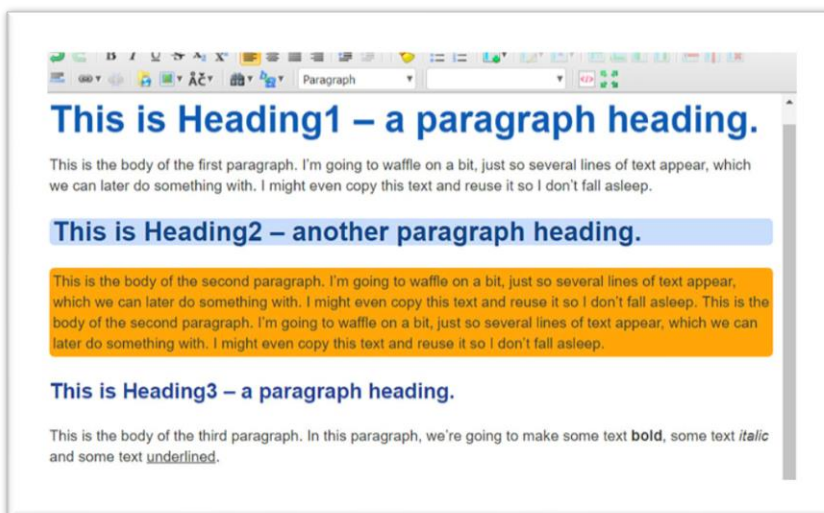 B I U S X₂ X²
ÅČ
Paragraph
This is Heading1 – a paragraph heading.
This is the body of the first paragraph. I'm going to waffle on a bit, just so several lines of text appear, which
we can later do something with. I might even copy this text and reuse it so I don't fall asleep.
This is Heading2 – another paragraph heading.
This is the body of the second paragraph. I'm going to waffle on a bit, just so several lines of text appear,
which we can later do something with. I might even copy this text and reuse it so I don't fall asleep. This is the
body of the second paragraph. I'm going to waffle on a bit, just so several lines of text appear, which we can
later do something with. I might even copy this text and reuse it so I don't fall asleep.
This is Heading3 – a paragraph heading.
This is the body of the third paragraph. In this paragraph, we're going to make some text bold, some text italic
and some text underlined.